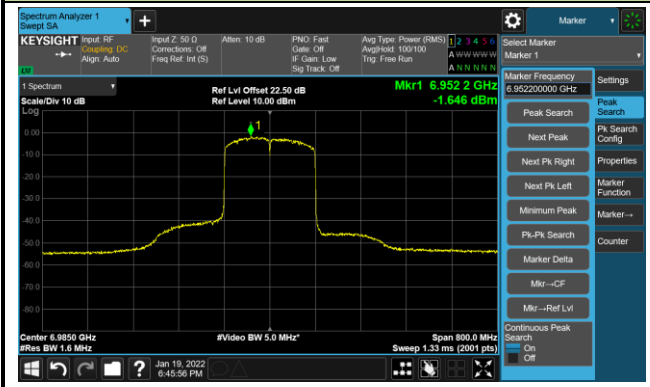 Spectrum Analyzer 1
Swept SA
Marker
KEYSIGHT
Input: RF
Coupling: DC
Align: Auto
Input Z: 50 Ω
Corrections: Off
Freq Ref: Int (S)
Atten: 10 dB
PNO: Fast
Gate: Off
IF Gain: Low
Sig Track: Off
Avg Type: Power (RMS)
Avg|Hold: 100/100
Trig: Free Run
1 2 3 4 5 6
A W W W W W
A N N N N N
LW
Select Marker
Marker 1
1 Spectrum
Scale/Div 10 dB
Ref Lvl Offset 22.50 dB
Ref Level 10.00 dBm
Mkr1 6.952 2 GHz
-1.646 dBm
Log
1
0.00
-10.0
-20.0
-30.0
-40.0
-50.0
-60.0
-70.0
-80.0
Center 6.9850 GHz
#Res BW 1.6 MHz
#Video BW 5.0 MHz*
Span 800.0 MHz
Sweep 1.33 ms (2001 pts)
Marker Frequency
6.952200000 GHz
Peak Search
Next Peak
Next Pk Right
Next Pk Left
Minimum Peak
Pk-Pk Search
Marker Delta
Mkr→CF
Mkr→Ref Lvl
Continuous Peak
Search
On
Off
Settings
Peak
Search
Pk Search
Config
Properties
Marker
Function
Marker→
Counter
Jan 19, 2022
6:45:56 PM